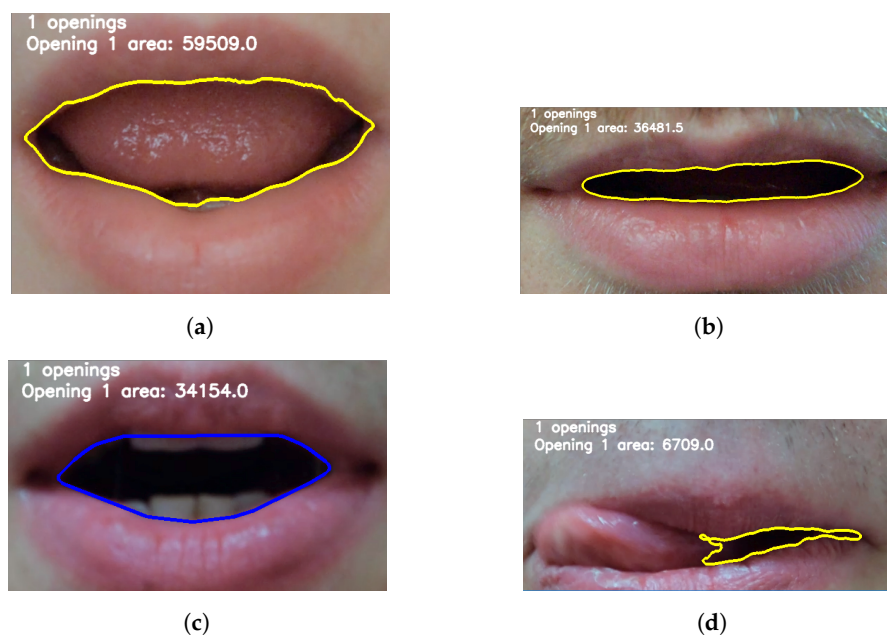 1 openings
Opening 1 area: 59509.0
1 openings
Opening 1 area: 36481.5
(a)
(b)
1 openings
Opening 1 area: 34154.0
1 openings
Opening 1 area: 6709.0
(c)
(d)